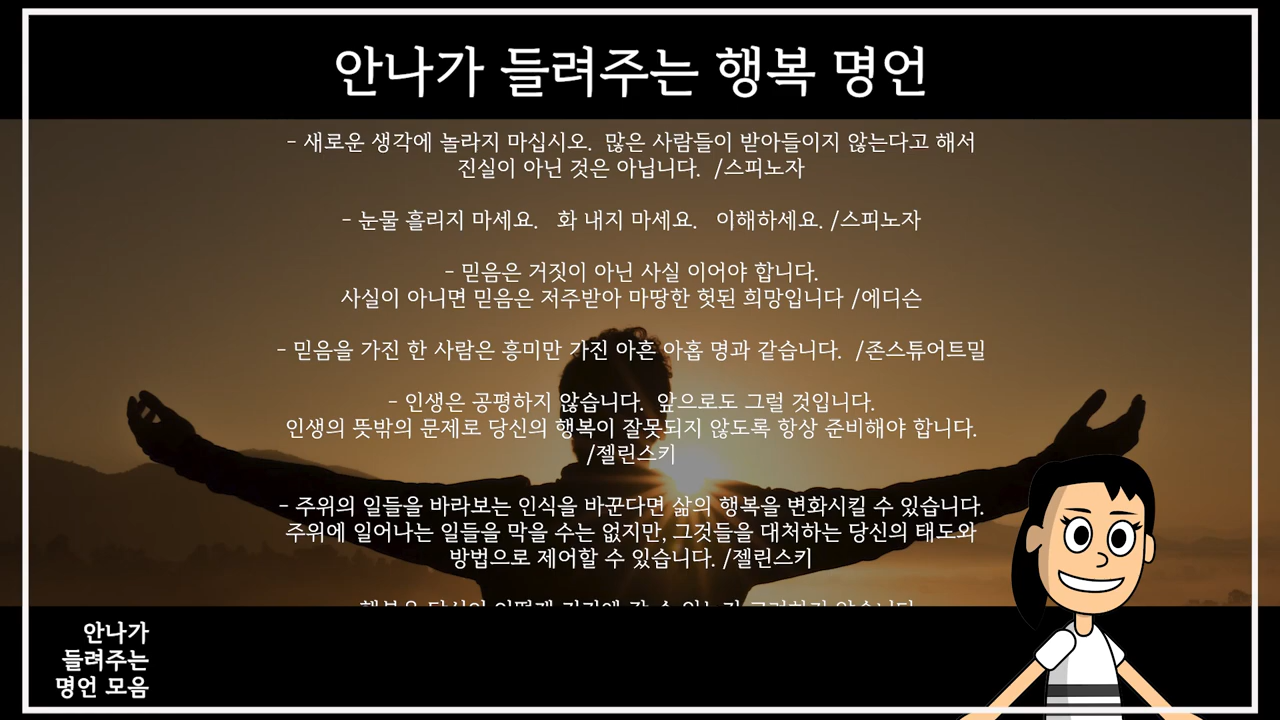 안나가 들려주는 행복 명언
- 새로운 생각에 놀라지 마십시오. 많은 사람들이 받아들이지 않는다고 해서
진실이 아닌 것은 아닙니다. /스피노자
- 눈물 흘리지 마세요. 화 내지 마세요. 이해하세요. /스피노자
- 믿음은 거짓이 아닌 사실 이어야 합니다.
사실이 아니면 믿음은 저주받아 마땅한 헛된 희망입니다 /에디슨
- 믿음을 가진 한 사람은 흥미만 가진 아흔 아홉 명과 같습니다. /존스튜어트밀
- 인생은 공평하지 않습니다. 앞으로도 그럴 것입니다.
인생의 뜻밖의 문제로 당신의 행복이 잘못되지 않도록 항상 준비해야 합니다.
/젤린스키
- 주위의 일들을 바라보는 인식을 바꾼다면 삶의 행복을 변화시킬 수 있습니다.
주위에 일어나는 일들을 막을 수는 없지만, 그것들을 대처하는 당신의 태도와
방법으로 제어할 수 있습니다. /젤린스키
안나가
들려주는
명언 모음